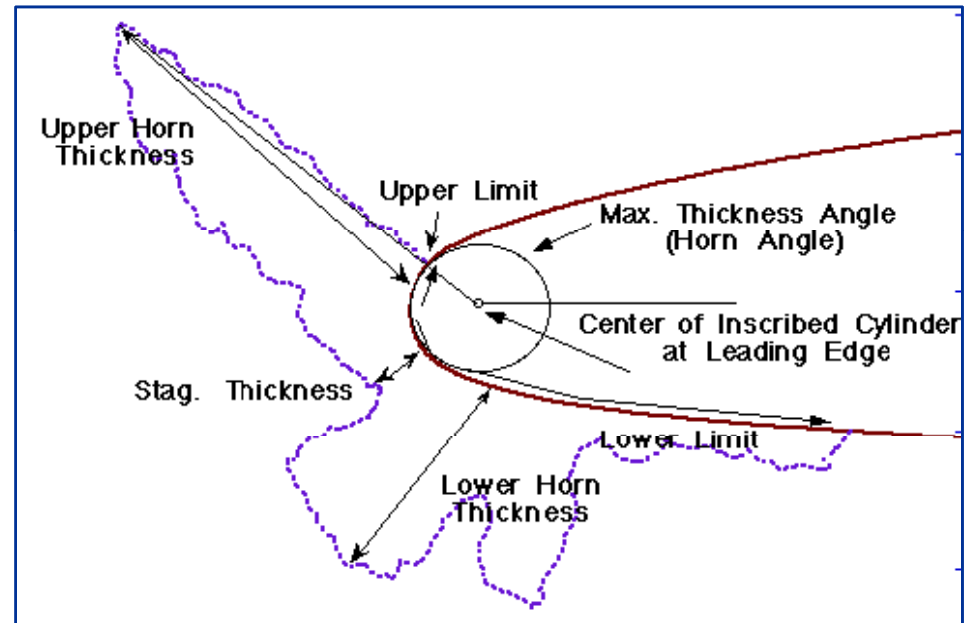 Upper Horn
Thickness
Upper Limit
Max. Thickness Angle
(Horn Angle)
Center of Inscribed Cylinder
at Leading Edge
Stag. Thickness
Lower Limit
Lower Horn
Thickness